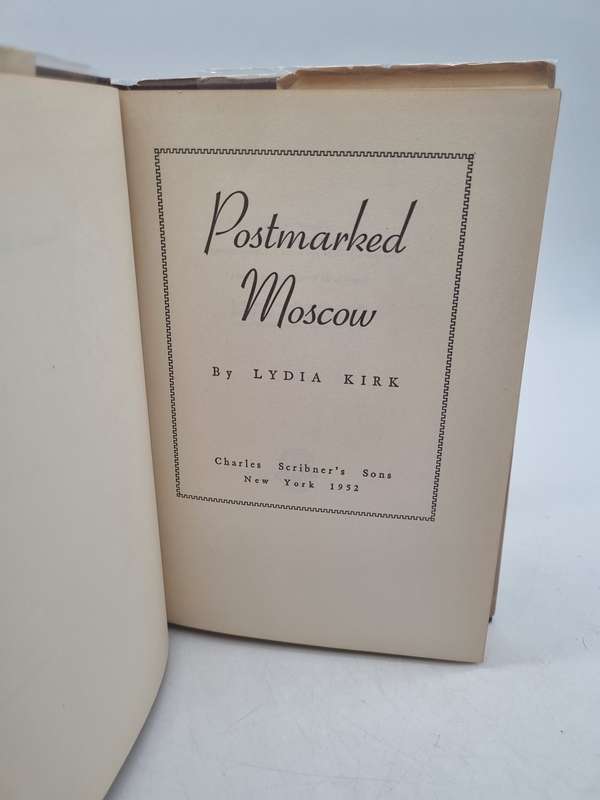 Postmarked
Moscow
By LYDIA KIRK
Charles Scribner's Sons
New York 1952